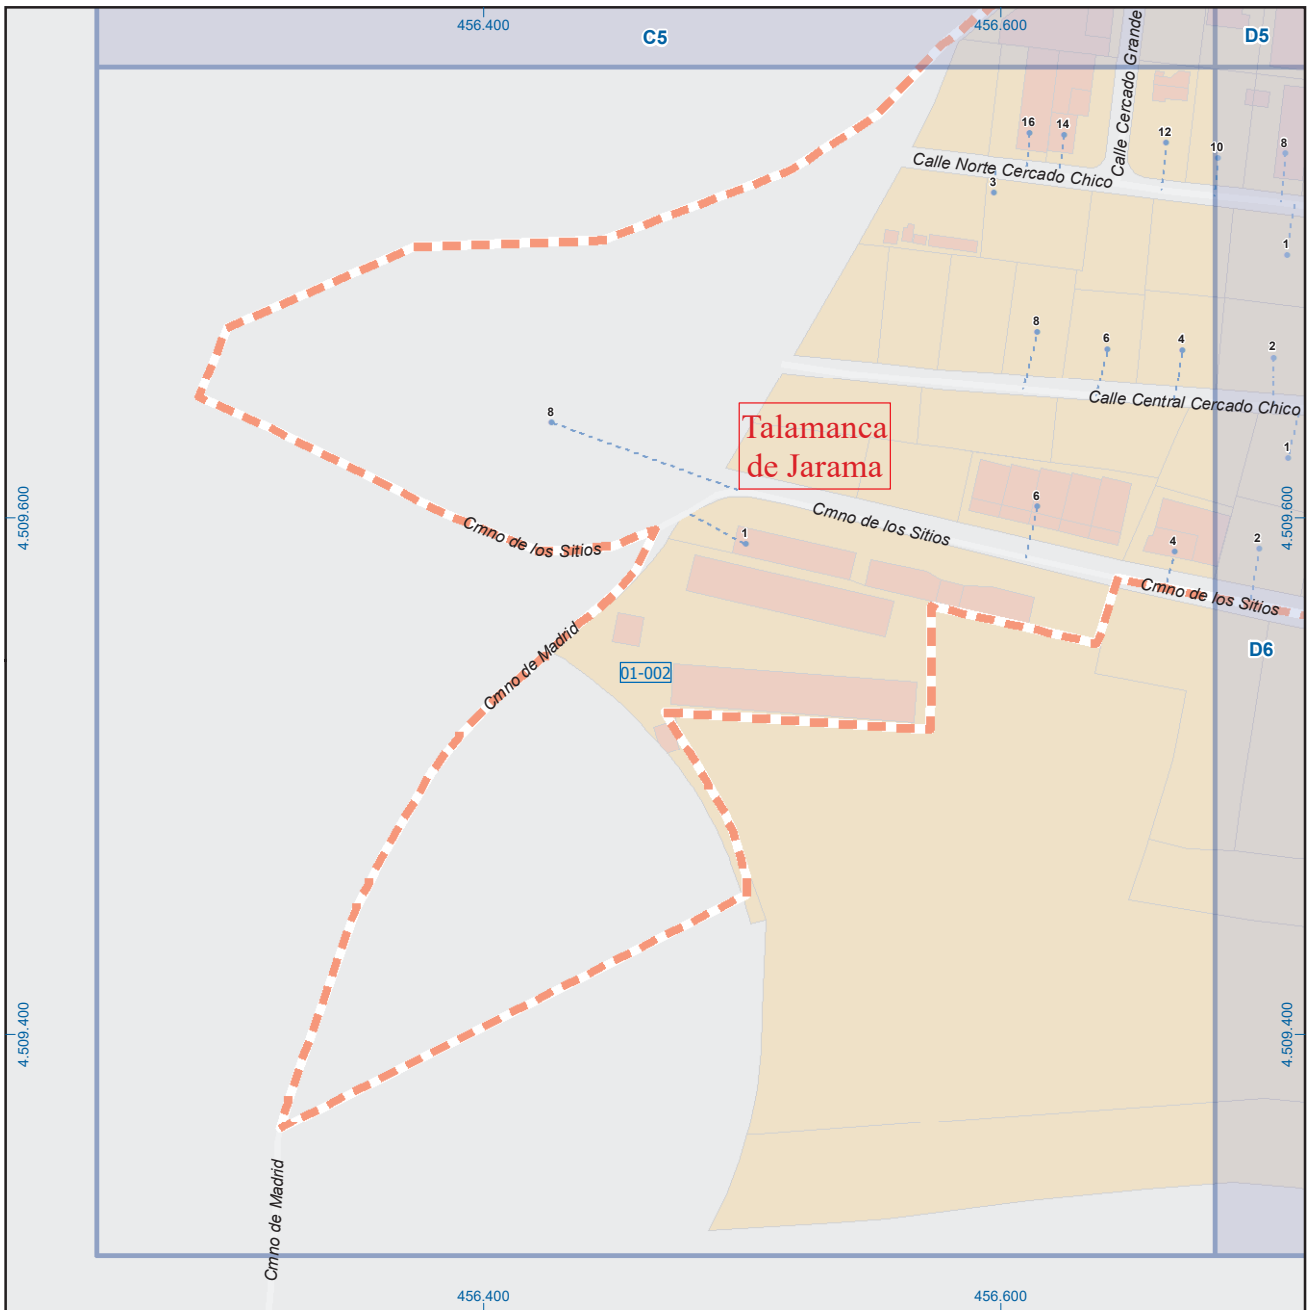 456.400
456.600
C5
D5
Calle Cercado Grande
16
14
12
10
8
Calle Norte Cercado Chico
3
1
8
6
4
2
Calle Central Cercado Chico
8
Talamanca
de Jarama
1
4.509.600
4.509.600
Cmno de los Sitios
Cmno de los Sitios
6
1
4
2
Cmno de los Sitios
Cmno de Madrid
01-002
D6
4.509.400
4.509.400
Cmno de Madrid
456.400
456.600